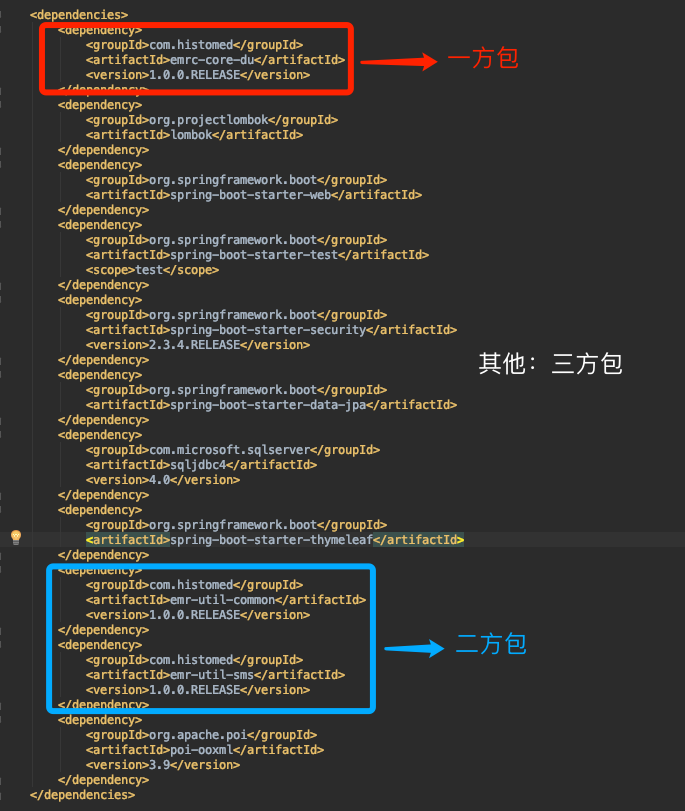 <dependencies>
<dependency>
<groupId>com.histomed</groupId>
<artifactId>emrc-core-du</artifactId>
<version>1.0.0.RELEASE</version>
</dependency>
一方包
<dependency>
<groupId>org.projectlombok</groupId>
<artifactId>lombok</artifactId>
</dependency>
<dependency>
<groupId>org.springframework.boot</groupId>
<artifactId>spring-boot-starter-web</artifactId>
</dependency>
<dependency>
<groupId>org.springframework.boot</groupId>
<artifactId>spring-boot-starter-test</artifactId>
<scope>test</scope>
</dependency>
<dependency>
<groupId>org.springframework.boot</groupId>
<artifactId>spring-boot-starter-security</artifactId>
<version>2.3.4.RELEASE</version>
</dependency>
其他：三方包
<dependency>
<groupId>org.springframework.boot</groupId>
<artifactId>spring-boot-starter-data-jpa</artifactId>
</dependency>
<dependency>
<groupId>com.microsoft.sqlserver</groupId>
<artifactId>sqljdbc4</artifactId>
<version>4.0</version>
</dependency>
<dependency>
<groupId>org.springframework.boot</groupId>
<artifactId>spring-boot-starter-thymeleaf</artifactId>
</dependency>
<dependency>
<groupId>com.histomed</groupId>
<artifactId>emr-util-common</artifactId>
<version>1.0.0.RELEASE</version>
</dependency>
<dependency>
二方包
<groupId>com.histomed</groupId>
<artifactId>emr-util-sms</artifactId>
<version>1.0.0.RELEASE</version>
</dependency>
<dependency>
<groupId>org.apache.poi</groupId>
<artifactId>poi-ooxml</artifactId>
<version>3.9</version>
</dependency>
</dependencies>